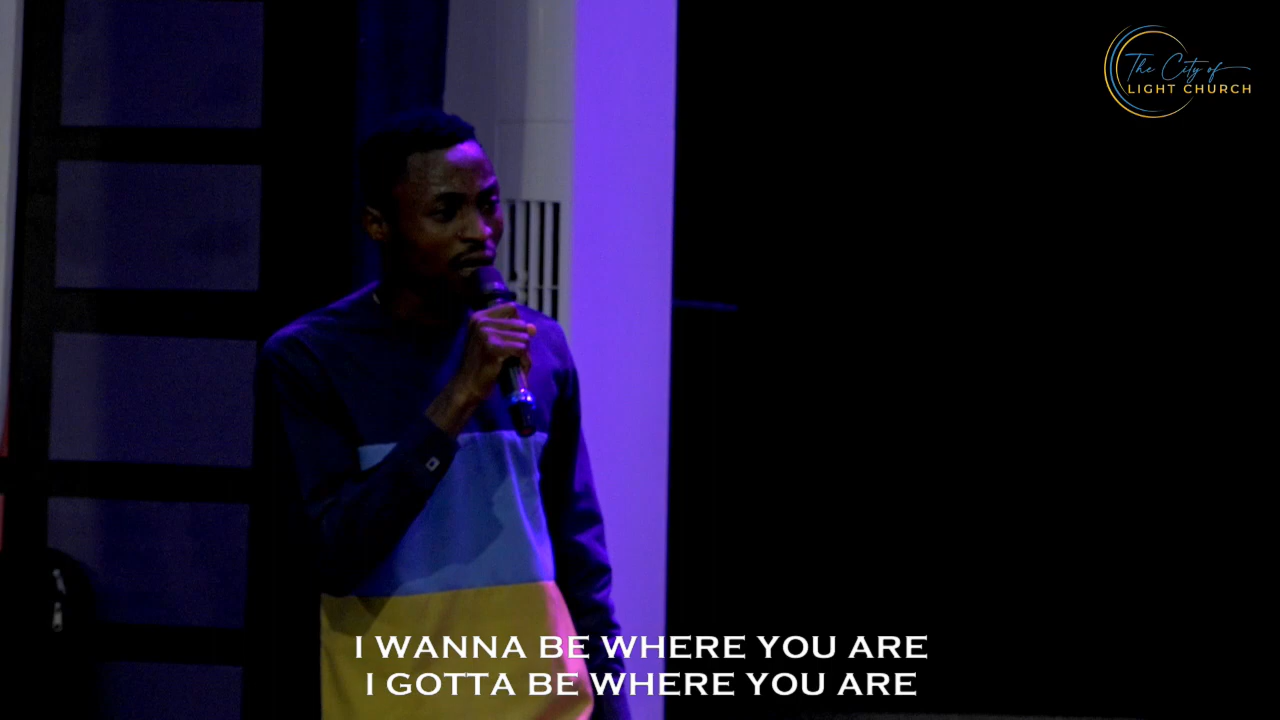 The City of
LIGHT CHURCH
I WANNA BE WHERE YOU ARE
I GOTTA BE WHERE YOU ARE